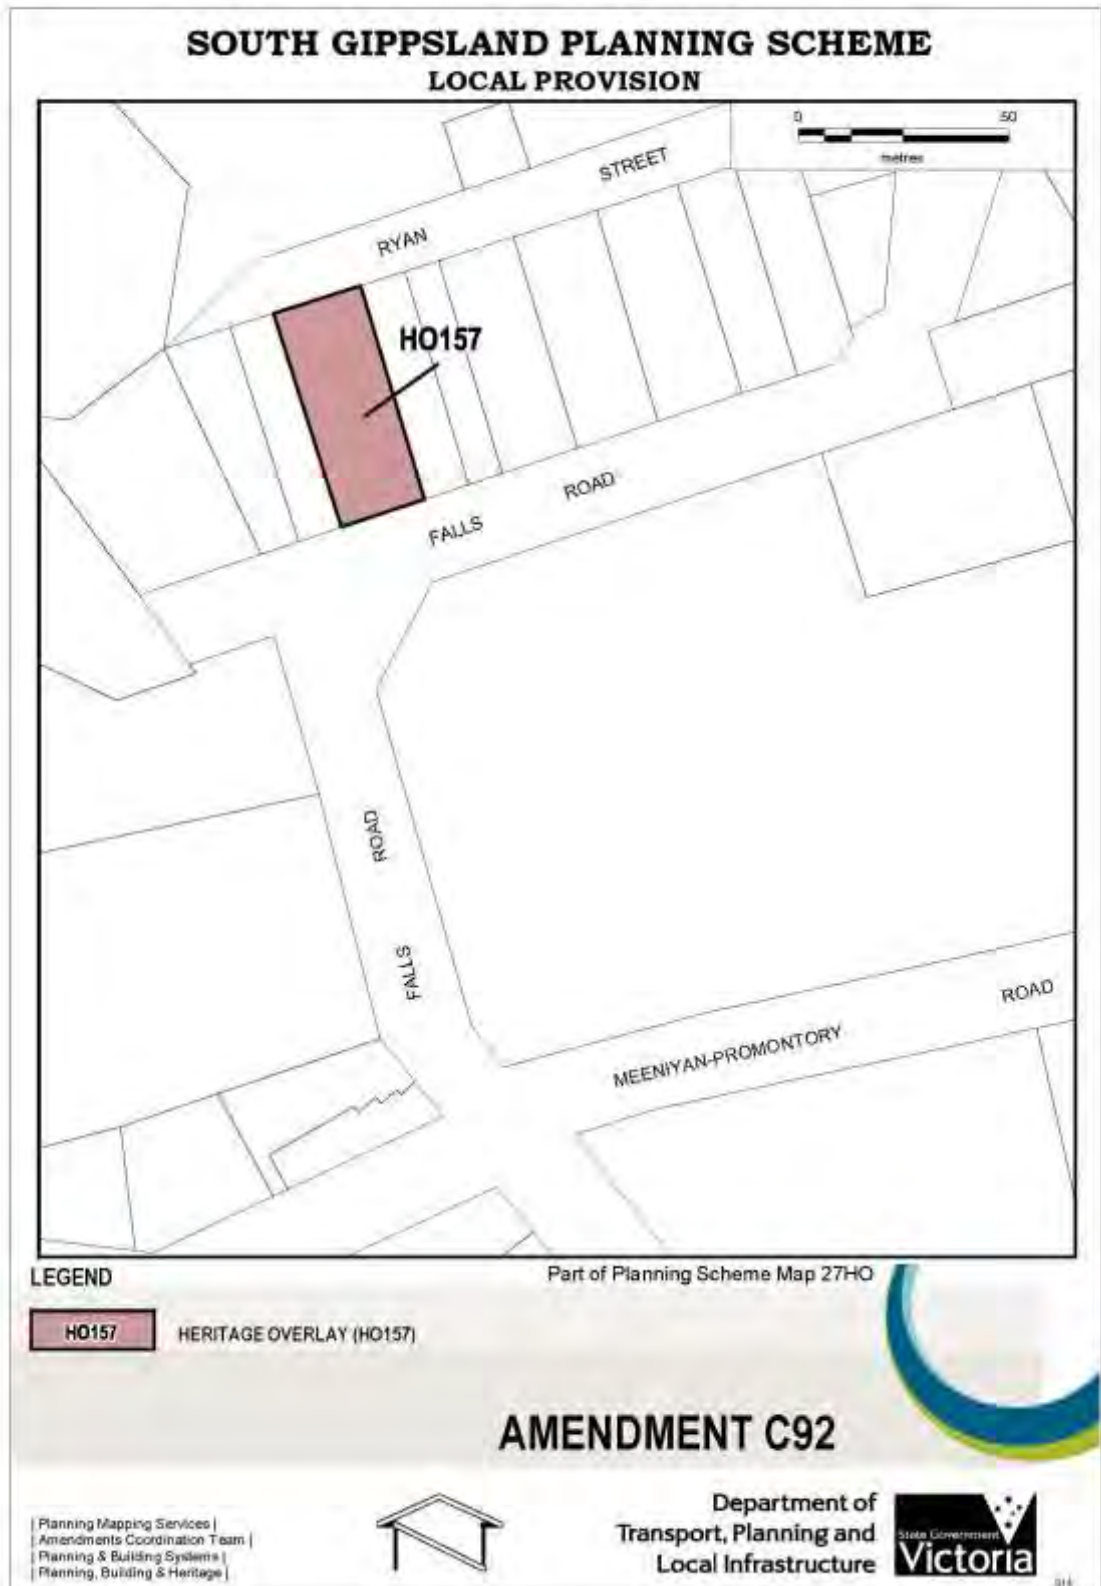 SOUTH GIPPSLAND PLANNING SCHEME
LOCAL PROVISION
0 50
metres
STREET
RYAN
HO157
ROAD
FALLS
ROAD
FALLS
ROAD
MEENIYAN-PROMONTORY
LEGEND
Part of Planning Scheme Map 27HO
HO157 HERITAGE OVERLAY (HO157)
AMENDMENT C92
| Planning Mapping Services |
| Amendments Coordination Team |
| Planning & Building Systems |
| Planning, Building & Heritage |
Department of
Transport, Planning and
Local Infrastructure
State Government
Victoria